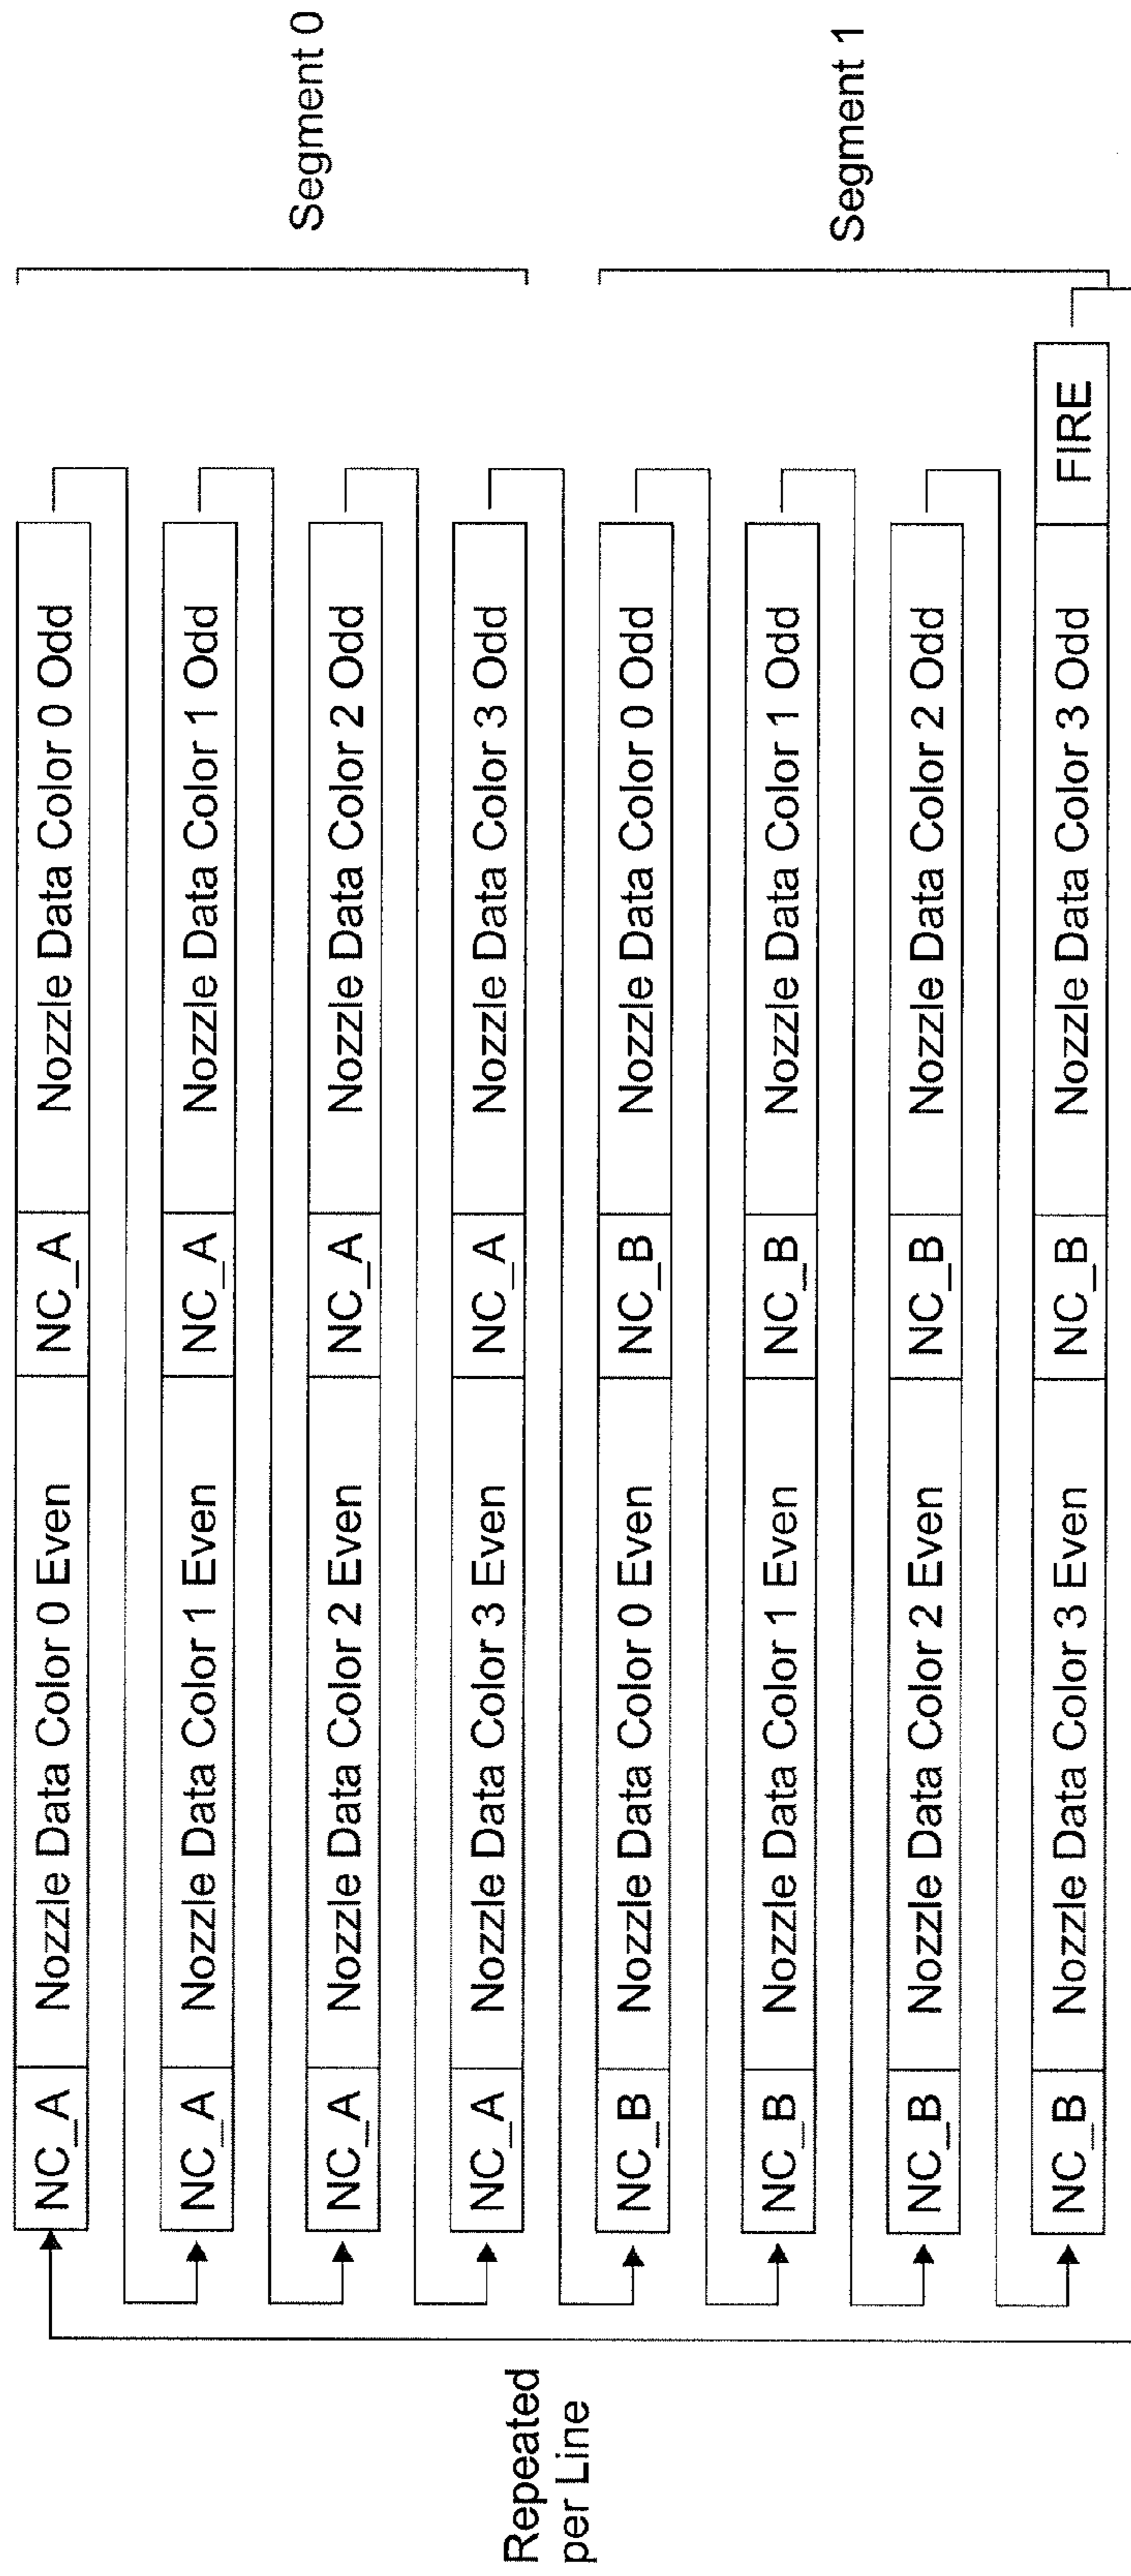 NC_A Nozzle Data Color 0 Even NC_A Nozzle Data Color 0 Odd
NC_A Nozzle Data Color 1 Even NC_A Nozzle Data Color 1 Odd
NC_A Nozzle Data Color 2 Even NC_A Nozzle Data Color 2 Odd
NC_A Nozzle Data Color 3 Even NC_A Nozzle Data Color 3 Odd
Segment 0
NC_B Nozzle Data Color 0 Even NC_B Nozzle Data Color 0 Odd
NC_B Nozzle Data Color 1 Even NC_B Nozzle Data Color 1 Odd
NC_B Nozzle Data Color 2 Even NC_B Nozzle Data Color 2 Odd
NC_B Nozzle Data Color 3 Even NC_B Nozzle Data Color 3 Odd FIRE
Segment 1
Repeated
per Line